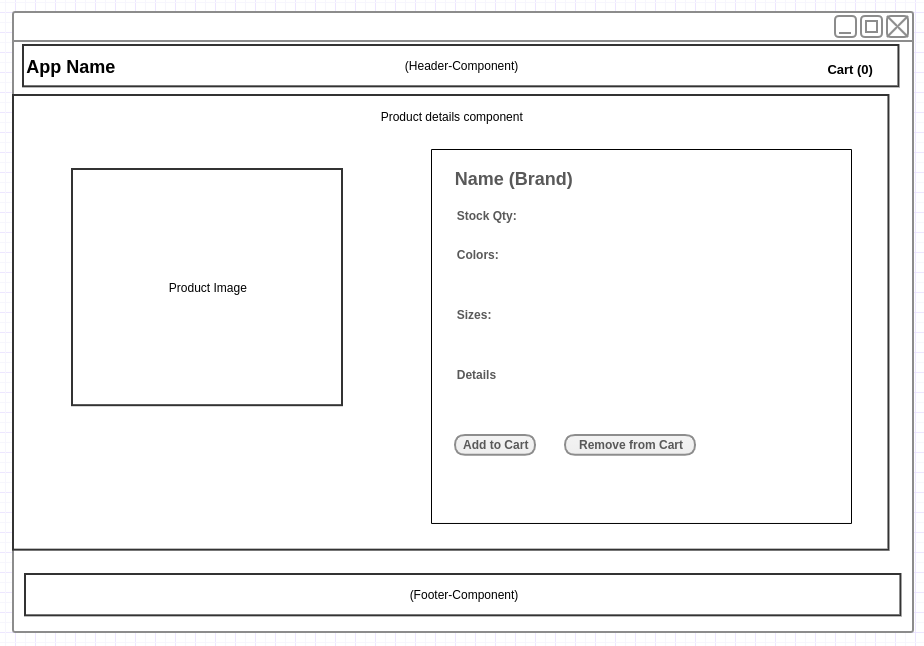 App Name
(Header-Component)
Cart (0)
Product details component
Product Image
Name (Brand)
Stock Qty:
Colors:
Sizes:
Details
Add to Cart
Remove from Cart
(Footer-Component)